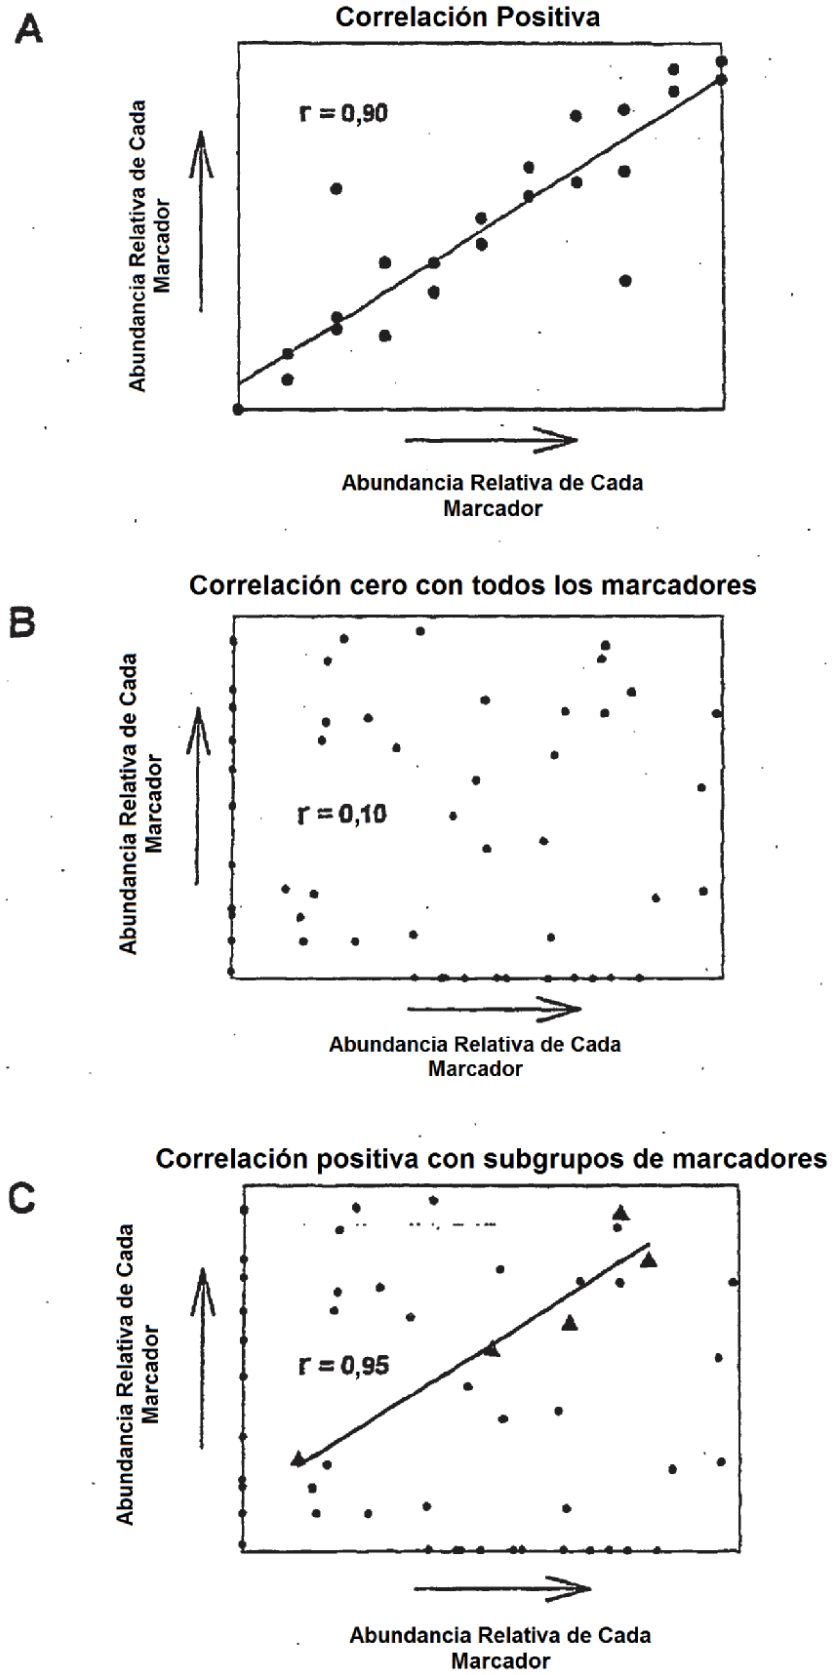 A
Correlación Positiva
r = 0,90
Abundancia Relativa de Cada
Marcador
Abundancia Relativa de Cada
Marcador
Correlación cero con todos los marcadores
B
r = 0,10
Abundancia Relativa de Cada
Marcador
Abundancia Relativa de Cada
Marcador
Correlación positiva con subgrupos de marcadores
C
r = 0,95
Abundancia Relativa de Cada
Marcador
Abundancia Relativa de Cada
Marcador